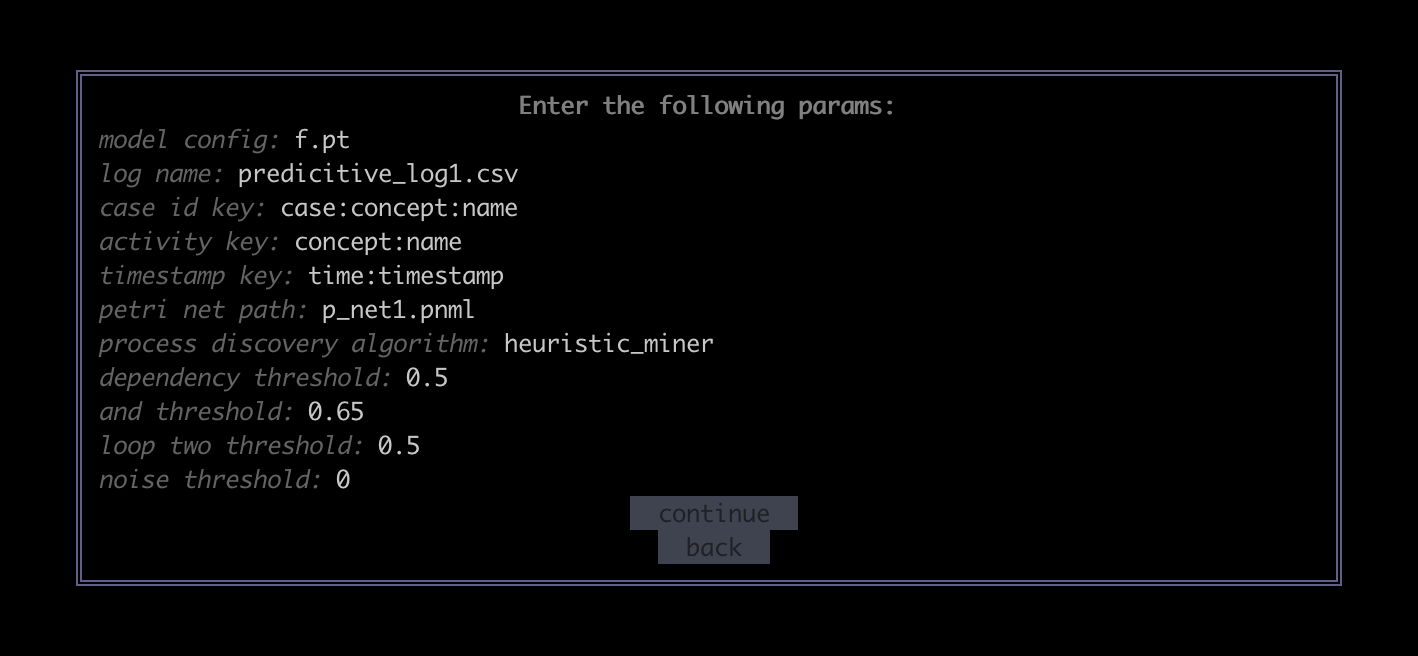 Enter the following params:
model config: f.pt
log name: predicitive_log1.csv
case id key: case:concept:name
activity key: concept:name
timestamp key: time:timestamp
petri net path: p_net1.pnml
process discovery algorithm: heuristic_miner
dependency threshold: 0.5
and threshold: 0.65
loop two threshold: 0.5
noise threshold: 0
continue
back